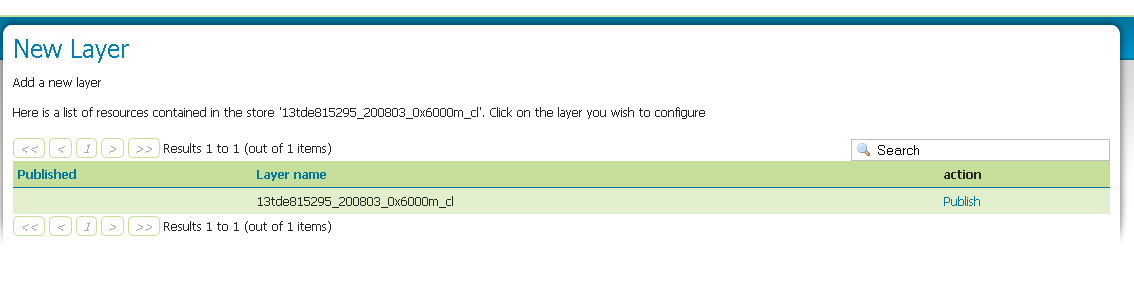 New Layer
Add a new layer
Here is a list of resources contained in the store '13tde815295_200803_0x6000m_cl'. Click on the layer you wish to configure
<< < 1 > >> Results 1 to 1 (out of 1 items) Search
Published Layer name action
13tde815295_200803_0x6000m_cl Publish
<< < 1 > >> Results 1 to 1 (out of 1 items)